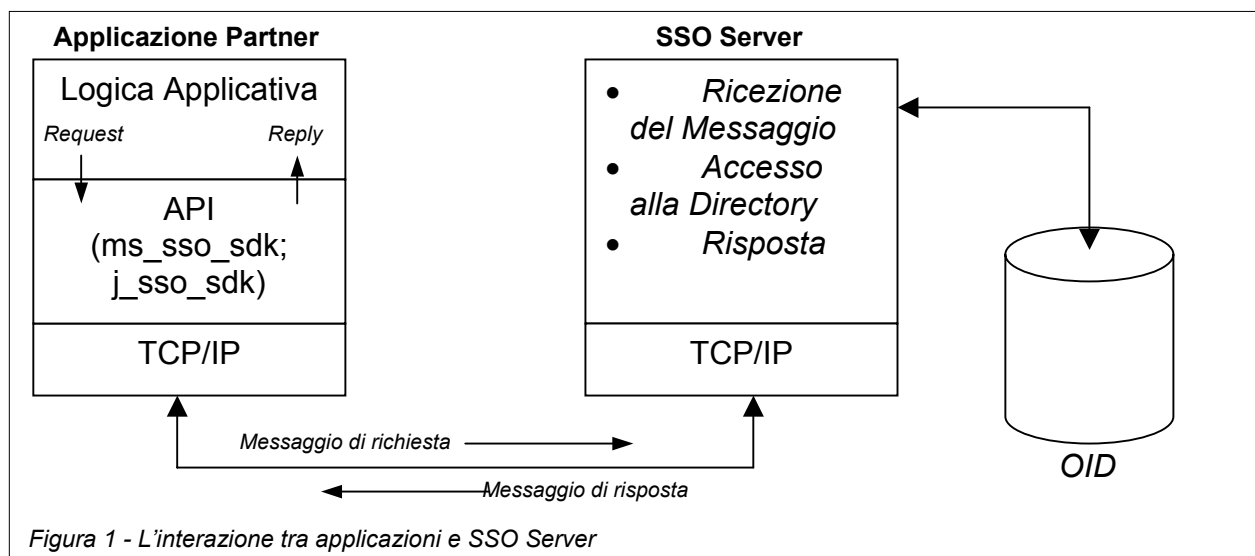 Applicazione Partner
Logica Applicativa
Request
Reply
API
(ms_sso_sdk;
j_sso_sdk)
TCP/IP
SSO Server
• Ricezione
del Messaggio
• Accesso
alla Directory
• Risposta
TCP/IP
OID
Messaggio di richiesta
Messaggio di risposta
Figura 1 - L'interazione tra applicazioni e SSO Server